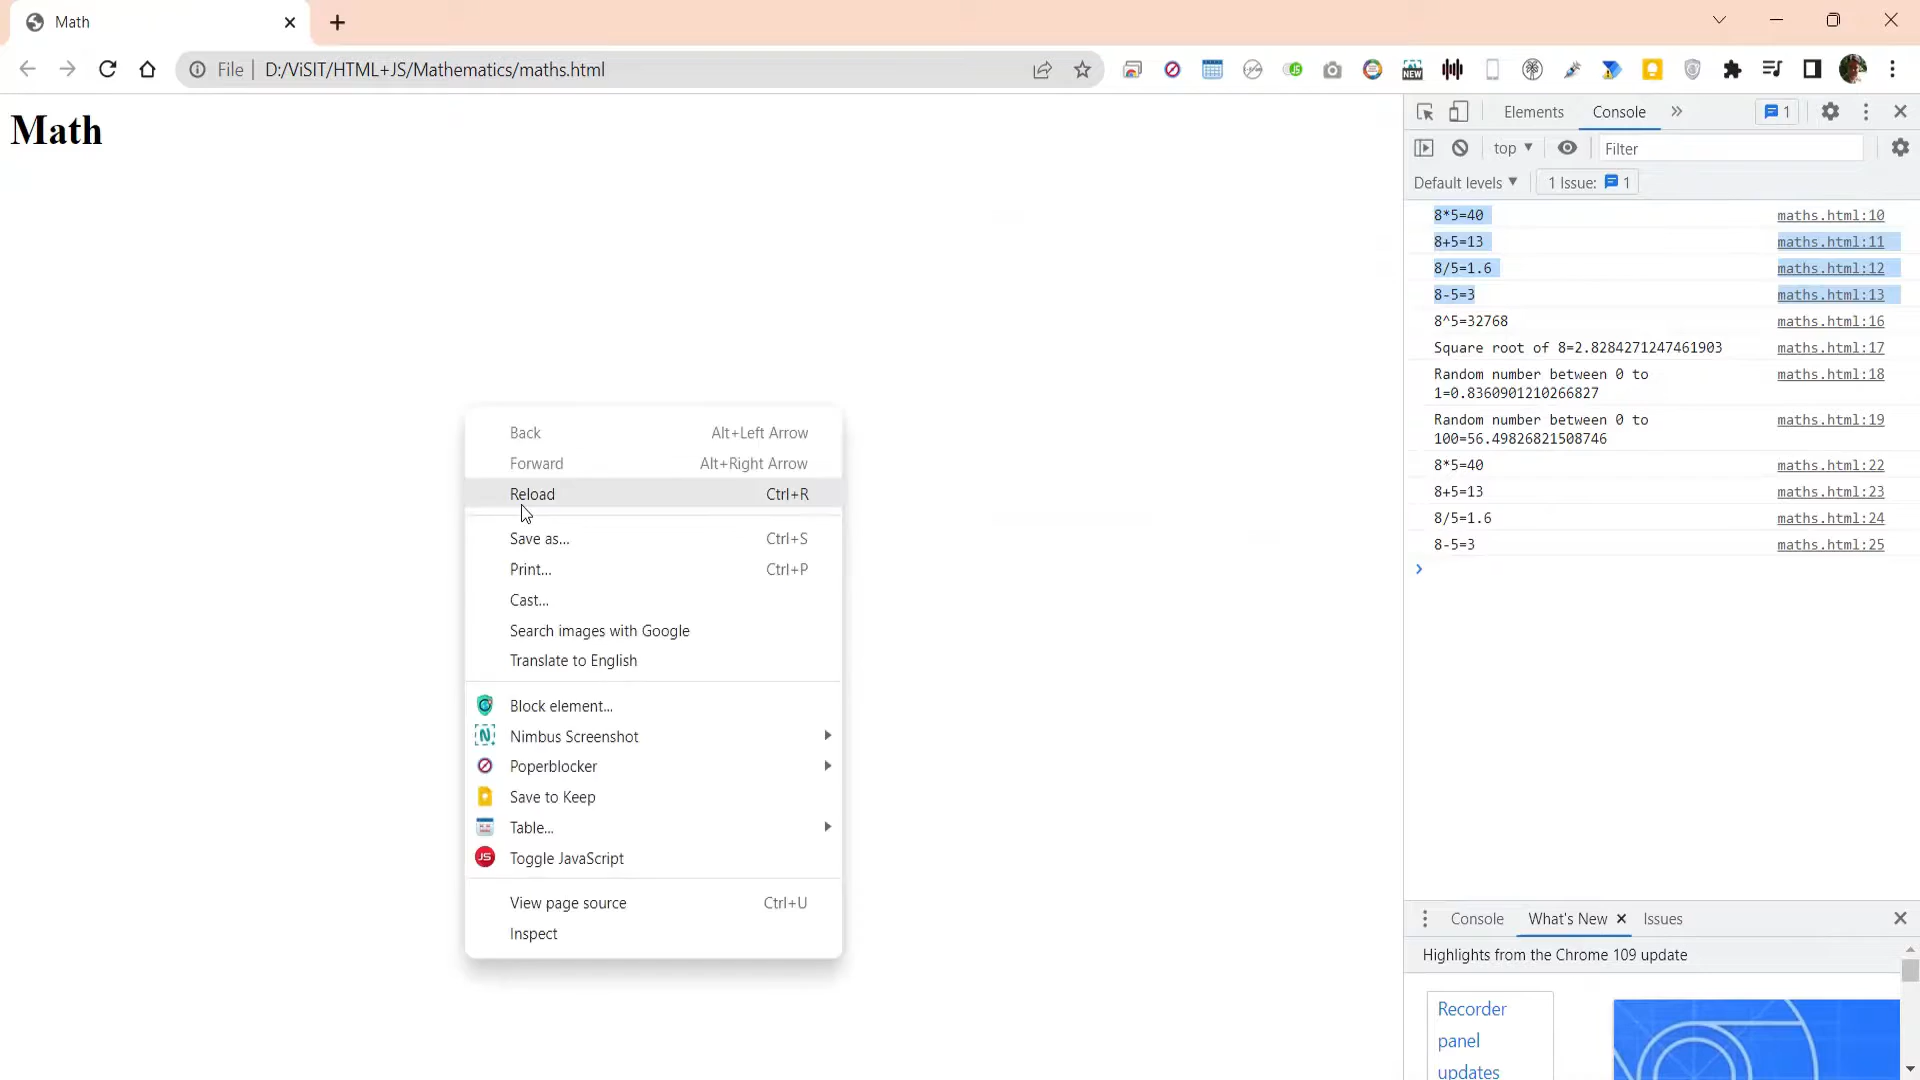 Math
File | D:/ViSIT/HTML+JS/Mathematics/maths.html
NEW
Math
Elements Console 1
top Filter
Default levels 1 Issue: 1
8*5=40 maths.html:10
8+5=13 maths.html:11
8/5=1.6 maths.html:12
8-5=3 maths.html:13
8^5=32768 maths.html:16
Square root of 8=2.8284271247461903 maths.html:17
Random number between 0 to maths.html:18
1=0.8360901210266827
Random number between 0 to maths.html:19
100=56.49826821508746
8*5=40 maths.html:22
8+5=13 maths.html:23
8/5=1.6 maths.html:24
8-5=3 maths.html:25
Back Alt+Left Arrow
Forward Alt+Right Arrow
Reload Ctrl+R
Save as... Ctrl+S
Print... Ctrl+P
Cast...
Search images with Google
Translate to English
Block element...
N Nimbus Screenshot
Poperblocker
Save to Keep
Table...
JS Toggle JavaScript
View page source Ctrl+U
Inspect
Console What's New Issues
Highlights from the Chrome 109 update
Recorder
panel
updates